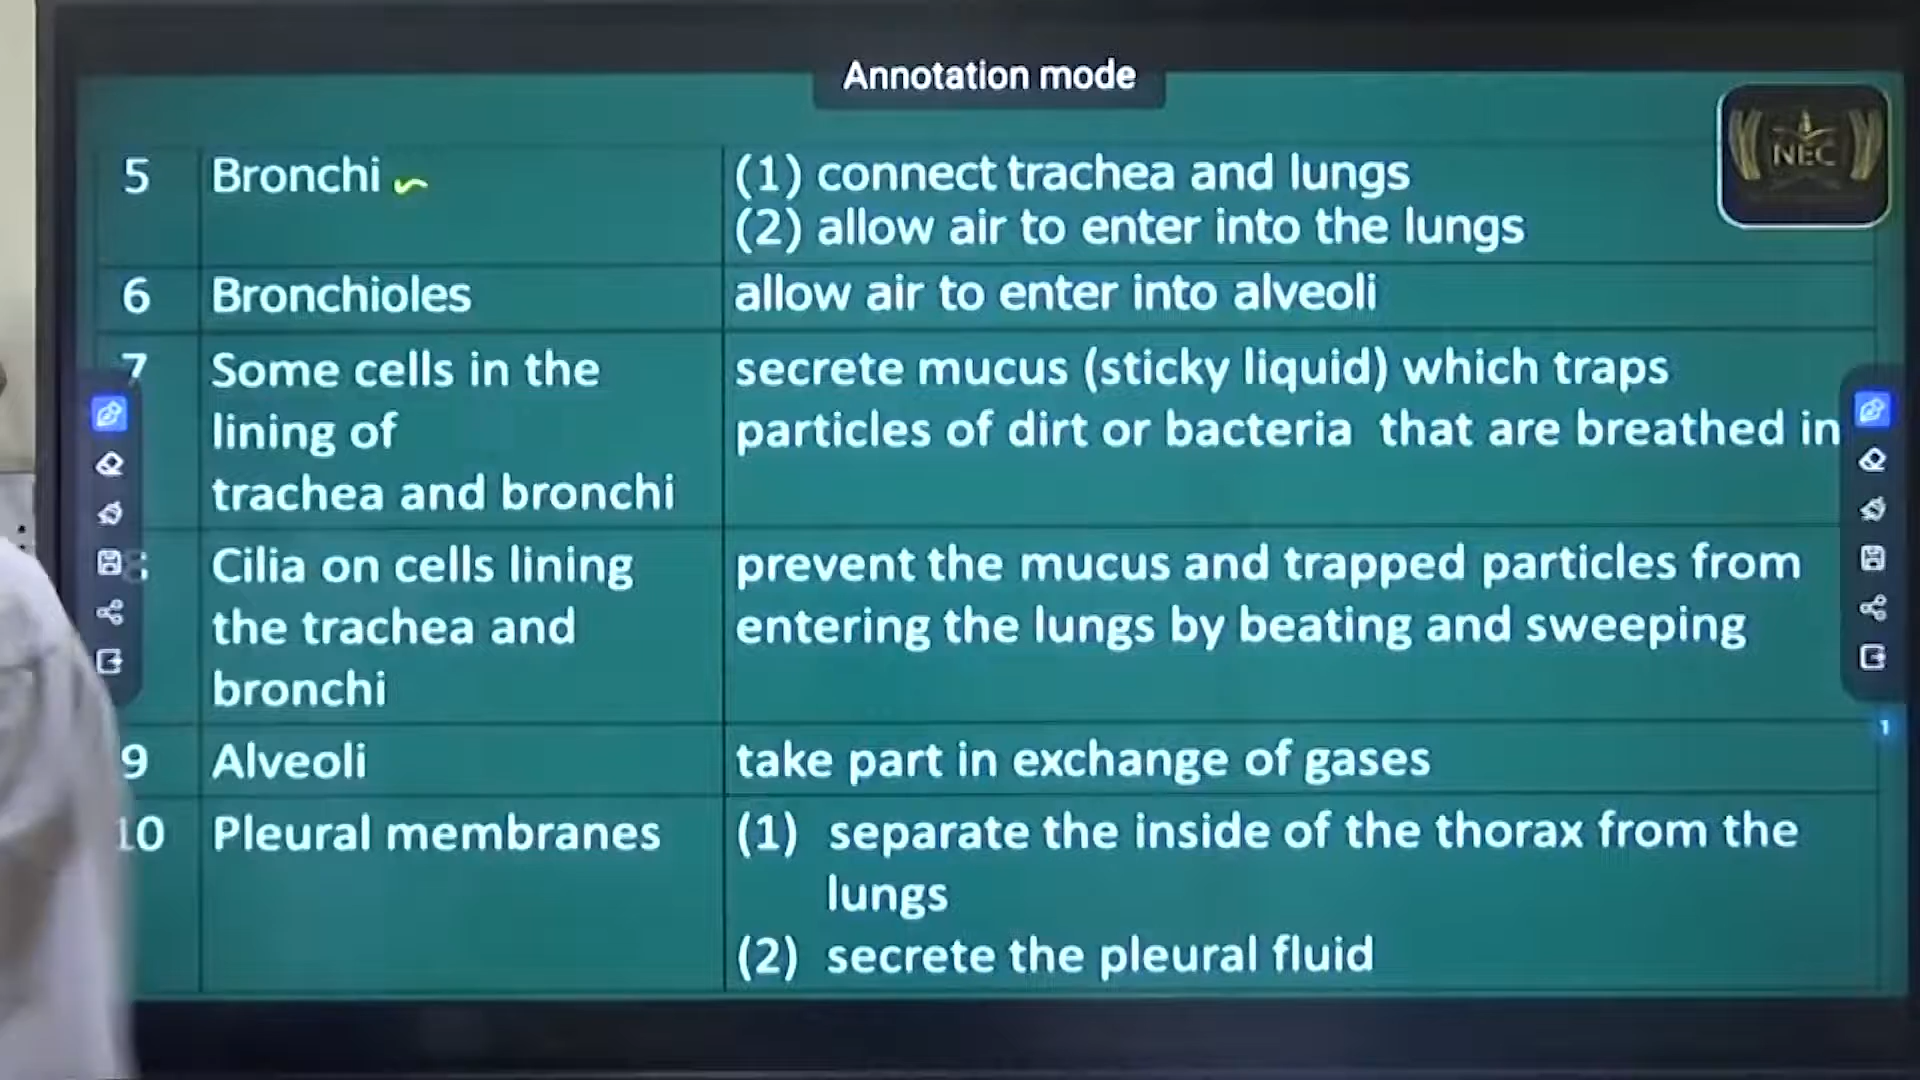 Annotation mode
NEC
5 Bronchi (1) connect trachea and lungs
(2) allow air to enter into the lungs
6 Bronchioles allow air to enter into alveoli
7 Some cells in the secrete mucus (sticky liquid) which traps
lining of particles of dirt or bacteria that are breathed in
trachea and bronchi
8 Cilia on cells lining prevent the mucus and trapped particles from
the trachea and entering the lungs by beating and sweeping
bronchi
1
9 Alveoli take part in exchange of gases
10 Pleural membranes (1) separate the inside of the thorax from the
lungs
(2) secrete the pleural fluid